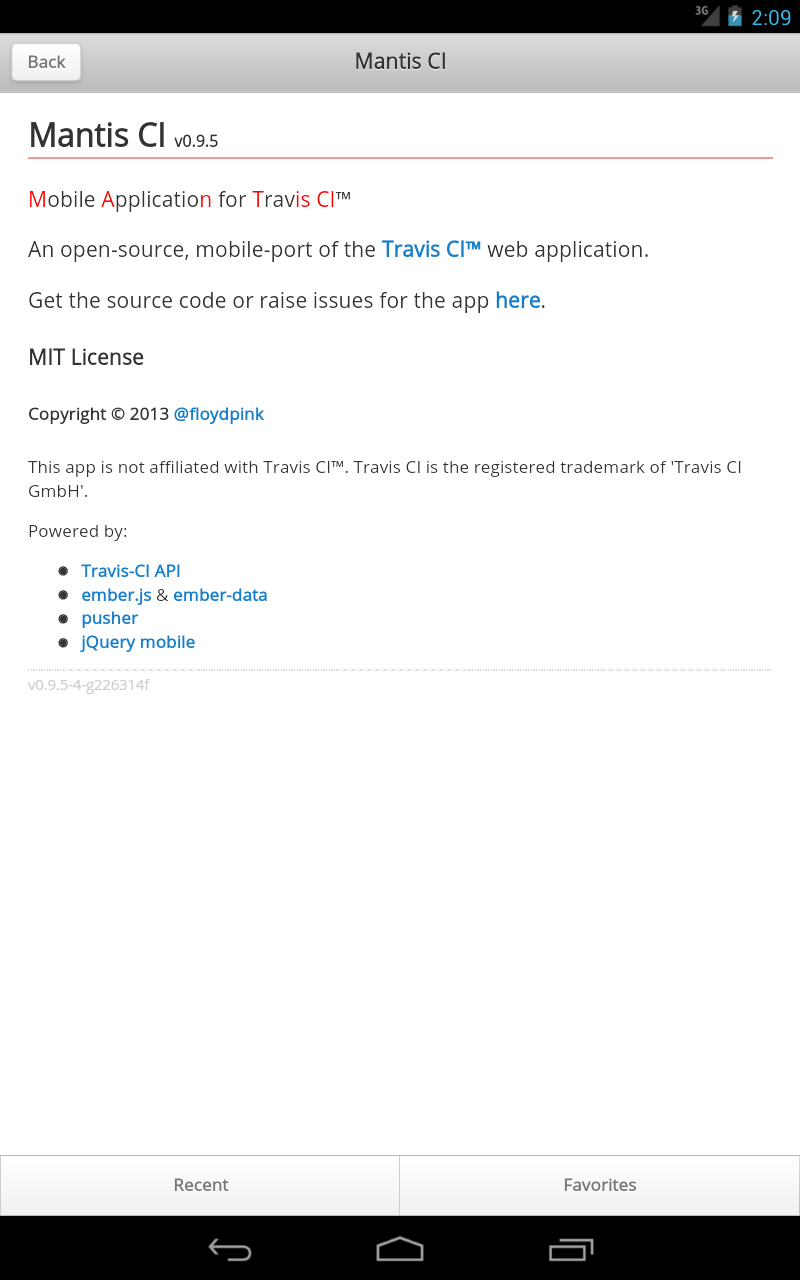 3G 2:09
Back Mantis CI
Mantis CI v0.9.5
Mobile Application for Travis CI™
An open-source, mobile-port of the Travis CI™ web application.
Get the source code or raise issues for the app here.
MIT License
Copyright © 2013 @floydpink
This app is not affiliated with Travis CI™. Travis CI is the registered trademark of 'Travis CI
GmbH'.
Powered by:
Travis-CI API
ember.js & ember-data
pusher
jQuery mobile
v0.9.5-4-g226314f
Recent Favorites